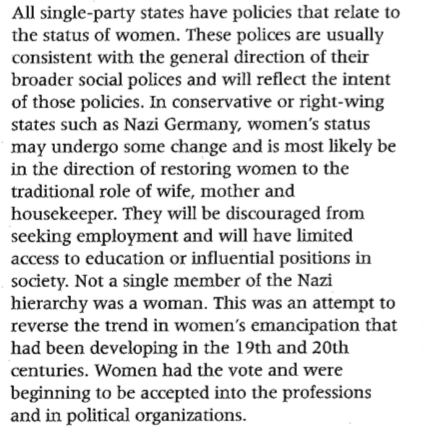 All single-party states have policies that relate to
the status of women. These polices are usually
consistent with the general direction of their
broader social polices and will reflect the intent
of those policies. In conservative or right-wing
states such as Nazi Germany, women's status
may undergo some change and is most likely be
in the direction of restoring women to the
traditional role of wife, mother and
housekeeper. They will be discouraged from
seeking employment and will have limited
access to education or influential positions in
society. Not a single member of the Nazi
hierarchy was a woman. This was an attempt to
reverse the trend in women's emancipation that
had been developing in the 19th and 20th
centuries. Women had the vote and were
beginning to be accepted into the professions
and in political organizations.